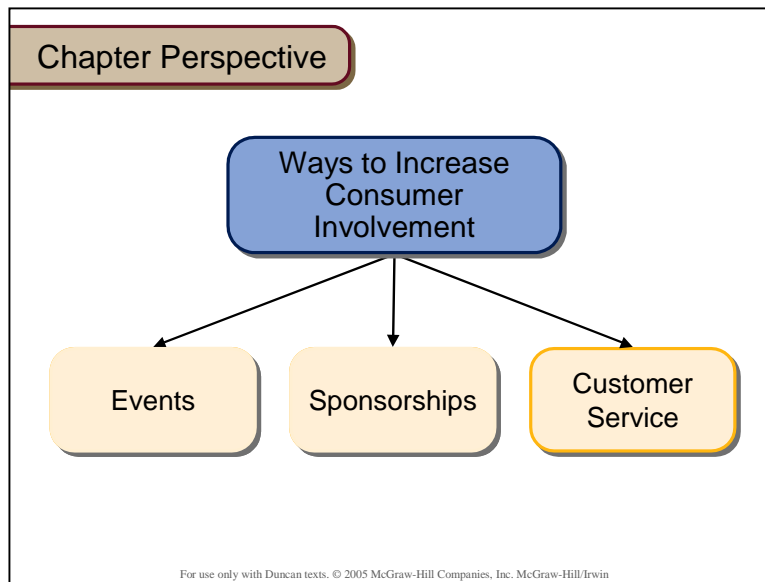 Chapter Perspective
Ways to Increase
Consumer
Involvement
Events
Sponsorships
Customer
Service
For use only with Duncan texts. © 2005 McGraw-Hill Companies, Inc. McGraw-Hill/Irwin